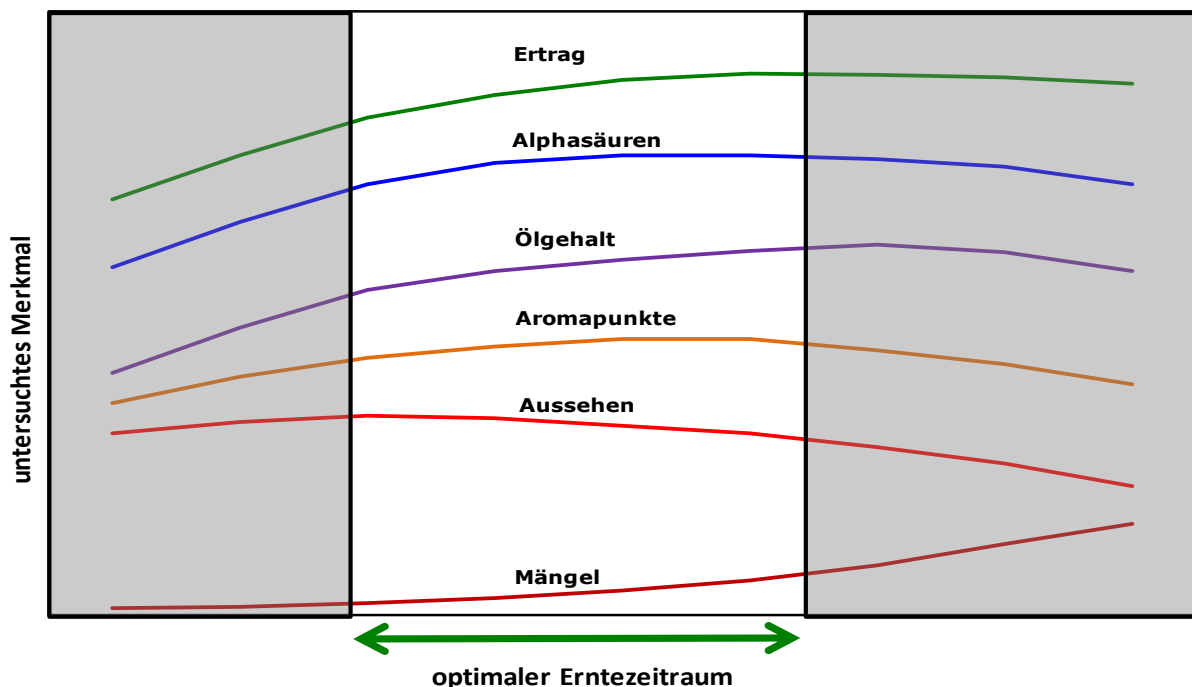 Ertrag
Alphasäuren
Ölgehalt
Aromapunkte
Aussehen
Mängel
untersuchtes Merkmal
optimaler Erntezeitraum